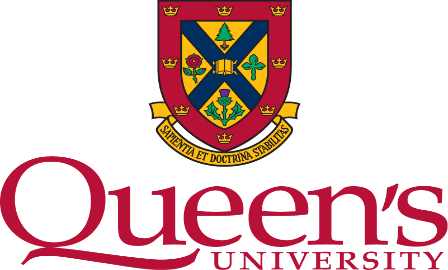 SAPIENTIA ET DOCTRINA STABILITAS
Queen's
UNIVERSITY